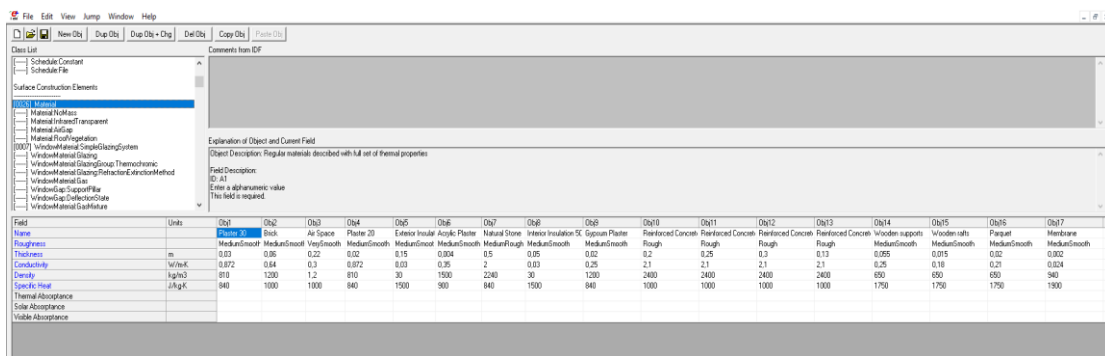 File Edit View Jump Window Help
New Obj Dup Obj Dup Obj + Chg Del Obj Copy Obj Paste Obj
Class List
Comments from IDF
[----] Schedule:Constant
[----] Schedule:File
Surface Construction Elements
--------------------
[0026] Material
[----] Material:NoMass
[----] Material:InfraredTransparent
[----] Material:AirGap
[----] Material:RoofVegetation
[0007] WindowMaterial:SimpleGlazingSystem
[----] WindowMaterial:Glazing
[----] WindowMaterial:GlazingGroup:Thermochromic
[----] WindowMaterial:Glazing:RefractionExtinctionMethod
[----] WindowMaterial:Gas
[----] WindowGap:SupportPillar
[----] WindowGap:DeflectionState
[----] WindowMaterial:GasMixture
Explanation of Object and Current Field
Object Description: Regular materials described with full set of thermal properties
Field Description:
ID: A1
Enter a alphanumeric value
This field is required.
Field Units Obj1 Obj2 Obj3 Obj4 Obj5 Obj6 Obj7 Obj8 Obj9 Obj10 Obj11 Obj12 Obj13 Obj14 Obj15 Obj16 Obj17
Name Plaster 30 Brick Air Space Plaster 20 Exterior Insulat Acrylic Plaster Natural Stone Interior Insulation 50 Gypsum Plaster Reinforced Concret Reinforced Concret Reinforced Concret Reinforced Concret Wooden supports Wooden rafts Parquet Membrane
Roughness MediumSmooth MediumSmooth VerySmooth MediumSmooth MediumSmoot MediumSmooth MediumRough MediumSmooth MediumSmooth Rough Rough Rough Rough MediumSmooth MediumSmooth MediumSmooth MediumSmooth
Thickness m 0,03 0,06 0,22 0,02 0,15 0,004 0,5 0,05 0,02 0,2 0,25 0,3 0,13 0,055 0,015 0,02 0,002
Conductivity W/m-K 0,872 0,64 0,3 0,872 0,03 0,35 2 0,03 0,25 2,1 2,1 2,1 2,1 0,25 0,18 0,21 0,024
Density kg/m3 810 1200 1,2 810 30 1500 2240 30 1200 2400 2400 2400 2400 650 650 650 940
Specific Heat J/kg-K 840 1000 1000 840 1500 900 840 1500 840 1000 1000 1000 1000 1750 1750 1750 1900
Thermal Absorptance
Solar Absorptance
Visible Absorptance